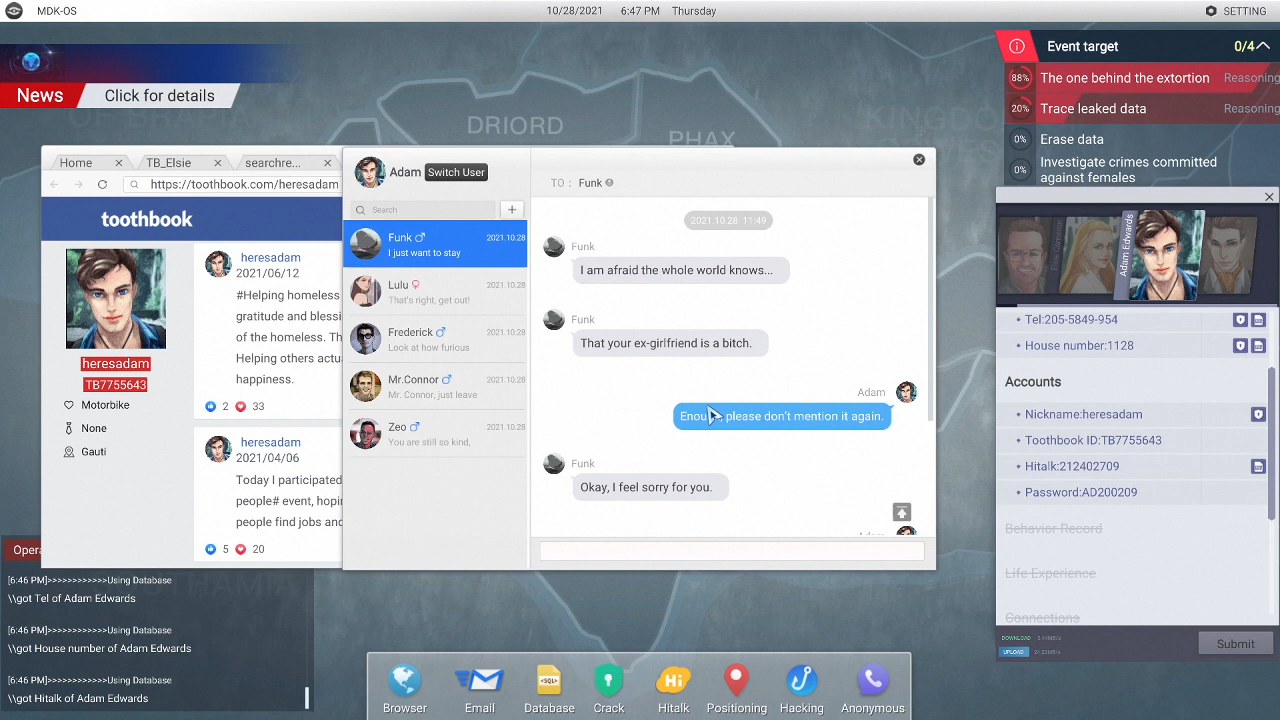 MDK-OS
10/28/2021 6:47 PM Thursday
SETTING
News
Click for details
DRIORD
PHAX
Event target 0/4
88% The one behind the extortion Reasoning
20% Trace leaked data Reasoning
0% Erase data
0% Investigate crimes committed
against females
Home
TB_Elsie
searchre...
https://toothbook.com/heresadam
toothbook
heresadam
TB7755643
Motorbike
None
Gauti
heresadam
2021/06/12
#Helping homeless
gratitude and blessi
of the homeless. Th
Helping others actu
happiness.
2 33
heresadam
2021/04/06
Today I participated
people# event, hopi
people find jobs and
5 20
Adam Switch User
Search
Funk 2021.10.28
I just want to stay
Lulu 2021.10.28
That's right, get out!
Frederick 2021.10.28
Look at how furious
Mr.Connor 2021.10.28
Mr. Connor, just leave
Zeo 2021.10.28
You are still so kind,
TO : Funk
2021.10.28 11:49
Funk
I am afraid the whole world knows...
Funk
That your ex-girlfriend is a bitch.
Adam
please don't mention it again.
Funk
Okay, I feel sorry for you.
Adam Edwards
Tel:205-5849-954
House number:1128
Accounts
Nickname:heresadam
Toothbook ID:TB7755643
Hitalk:212402709
Password:AD200209
Behavior Record
Life Experience
Connections
DOWNLOAD
UPLOAD
Submit
Opera
[6:46 PM]>>>>>>>>>>>>Using Database
\\got Tel of Adam Edwards
[6:46 PM]>>>>>>>>>>>>Using Database
\\got House number of Adam Edwards
[6:46 PM]>>>>>>>>>>>>Using Database
\\got Hitalk of Adam Edwards
<SQL>
Hi
Browser
Email
Database
Crack
Hitalk
Positioning
Hacking
Anonymous